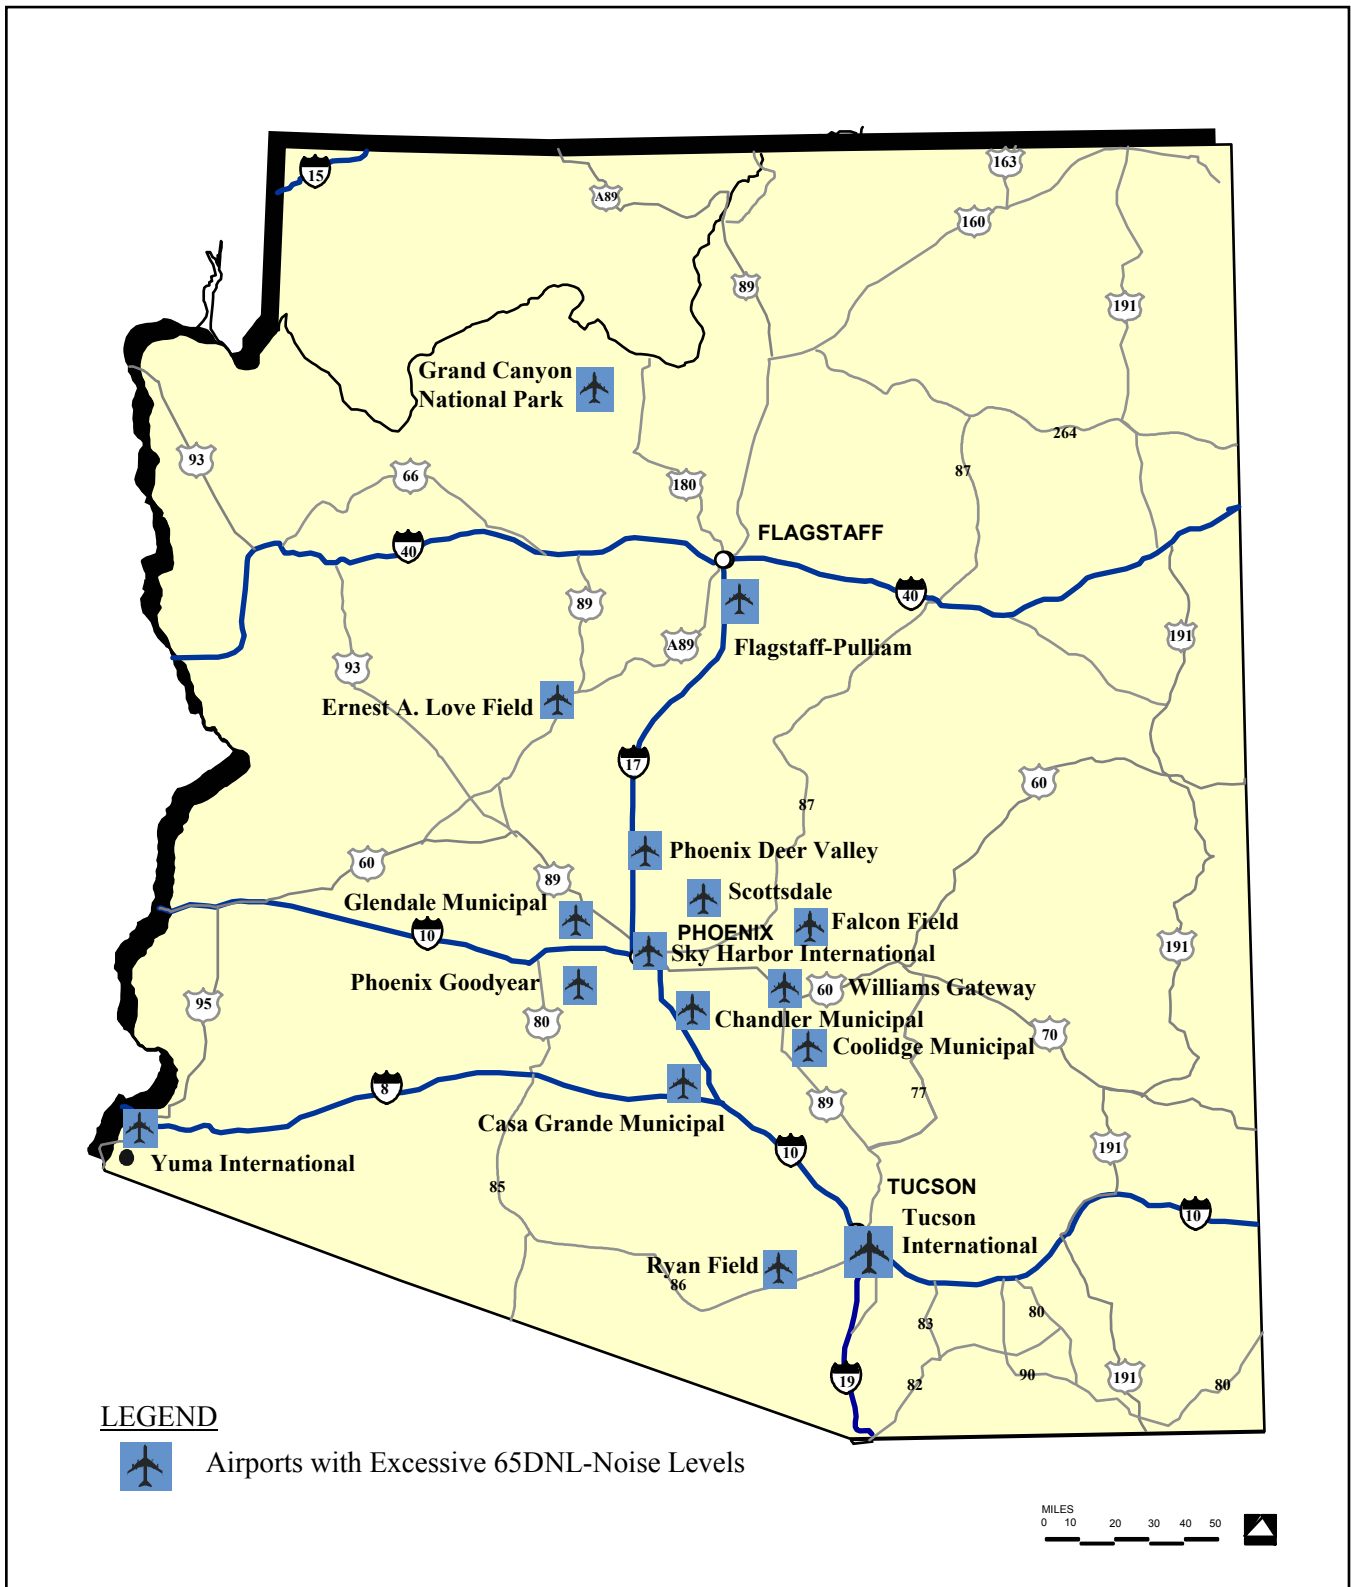 15
A89
163
160
89
191
Grand Canyon
National Park
93
66
180
264
87
FLAGSTAFF
40
40
89
A89
Flagstaff-Pulliam
191
93
Ernest A. Love Field
17
60
87
Phoenix Deer Valley
60
89
Scottsdale
Glendale Municipal
Falcon Field
PHOENIX
10
Sky Harbor International
191
Phoenix Goodyear
60
Williams Gateway
95
80
Chandler Municipal
70
Coolidge Municipal
8
77
89
Casa Grande Municipal
10
191
Yuma International
85
TUCSON
Tucson
International
10
Ryan Field
86
80
83
19
82
90
191
80
LEGEND
Airports with Excessive 65DNL-Noise Levels
MILES
0 10 20 30 40 50